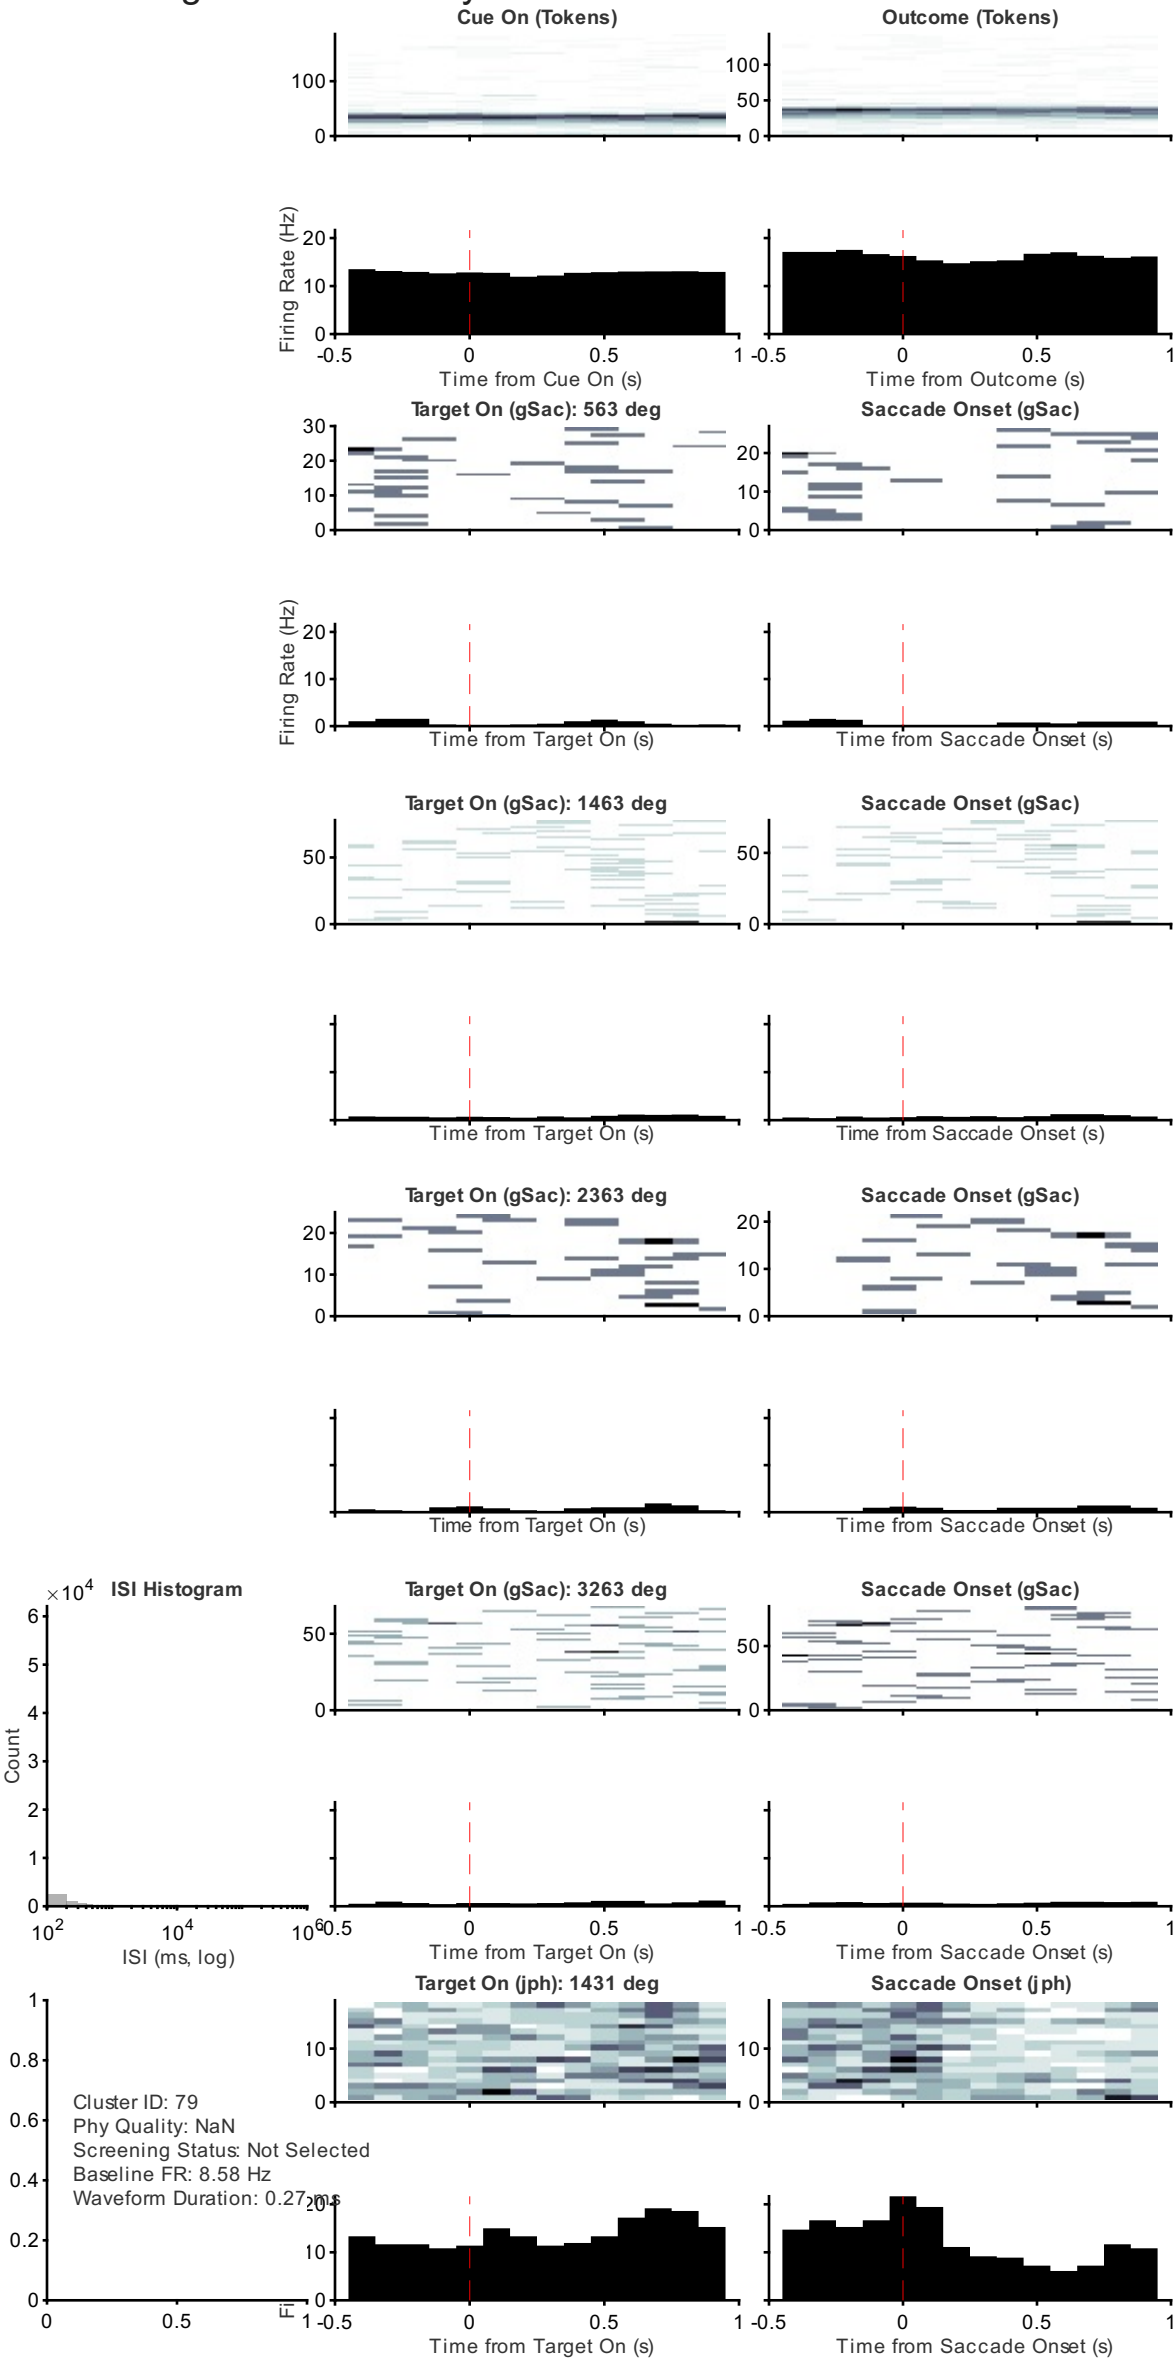 Cue On (Tokens)
Outcome (Tokens)
100
0
100
50
0
Firing Rate (Hz)
20
10
0
-0.5 0 0.5 1
Time from Cue On (s)
-0.5 0 0.5 1
Time from Outcome (s)
Target On (gSac): 563 deg
Saccade Onset (gSac)
30
20
10
0
20
10
0
Firing Rate (Hz)
20
10
0
Time from Target On (s)
Time from Saccade Onset (s)
Target On (gSac): 1463 deg
Saccade Onset (gSac)
50
0
50
0
Time from Target On (s)
Time from Saccade Onset (s)
Target On (gSac): 2363 deg
Saccade Onset (gSac)
20
10
0
20
10
0
Time from Target On (s)
Time from Saccade Onset (s)
×10⁴ ISI Histogram
Count
6
5
4
3
2
1
0
10² 10⁴ 10⁶
ISI (ms, log)
Target On (gSac): 3263 deg
Saccade Onset (gSac)
50
0
50
0
-0.5 0 0.5 1
Time from Target On (s)
-0.5 0 0.5 1
Time from Saccade Onset (s)
Target On (jph): 1431 deg
Saccade Onset (jph)
10
0
10
0
1
0.8
0.6
0.4
0.2
0
0 0.5 1
Cluster ID: 79
Phy Quality: NaN
Screening Status: Not Selected
Baseline FR: 8.58 Hz
Waveform Duration: 0.27 ms
Fi
20
10
0
-0.5 0 0.5 1
Time from Target On (s)
-0.5 0 0.5 1
Time from Saccade Onset (s)